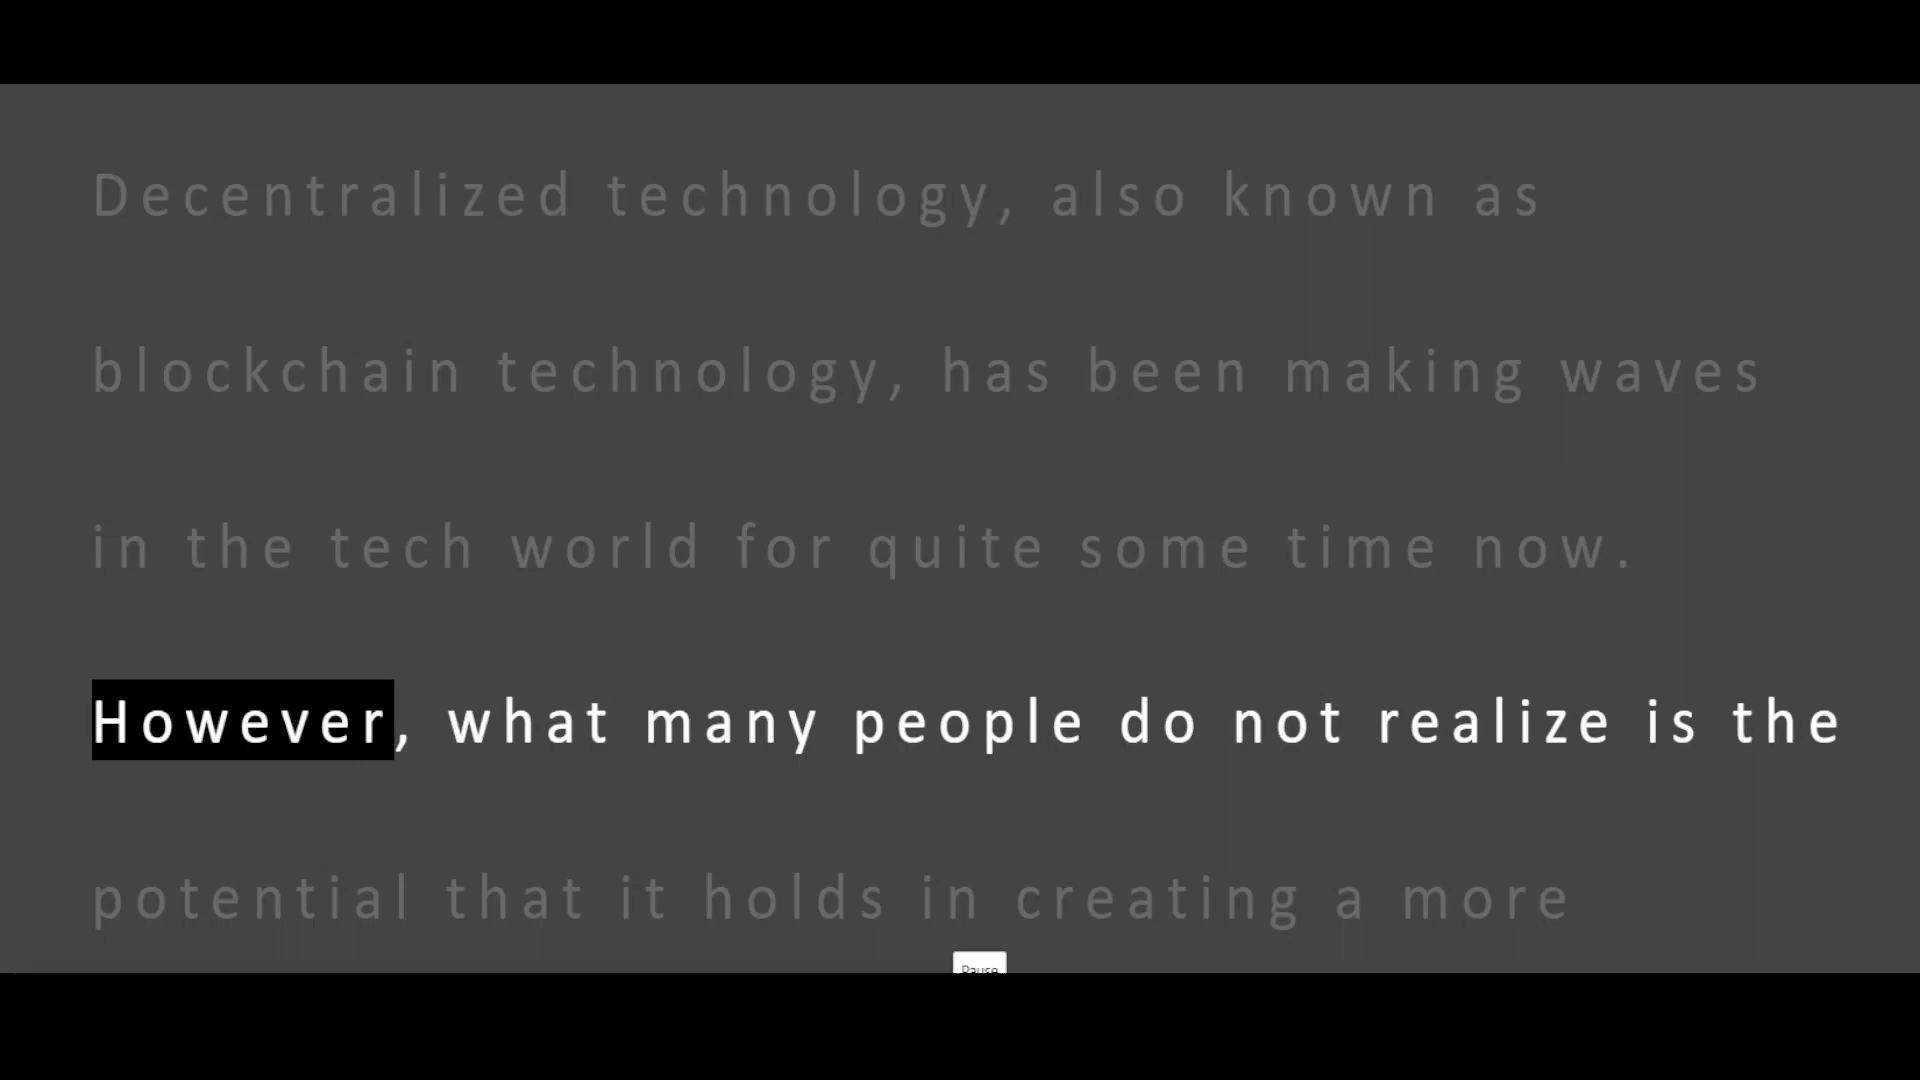 Decentralized technology, also known as
blockchain technology, has been making waves
in the tech world for quite some time now.
However, what many people do not realize is the
potential that it holds in creating a more
Pause